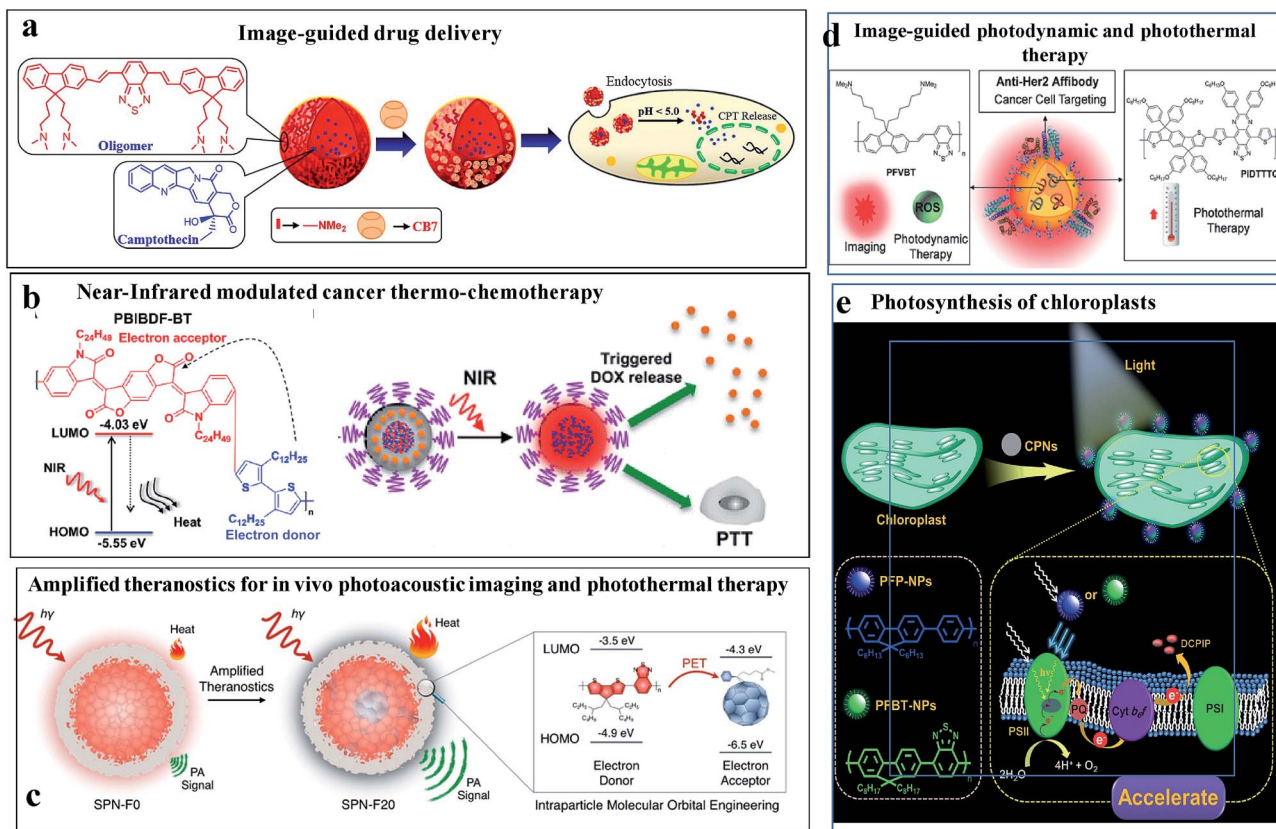 a
Image-guided drug delivery
N
S
N
N
N
N
N
Oligomer
N
N
O
O
HO
O
Camptothecin
Endocytosis
pH < 5.0
CPT Release
NMe₂
CB7
b
Near-Infrared modulated cancer thermo-chemotherapy
PBIBDF-BT
C₂₄H₄₉
Electron acceptor
N
O
O
O
O
O
O
N
C₂₄H₄₉
LUMO
-4.03 eV
NIR
Heat
HOMO
-5.55 eV
C₁₂H₂₅
S
S
n
C₁₂H₂₅
Electron donor
NIR
Triggered
DOX release
PTT
Amplified theranostics for in vivo photoacoustic imaging and photothermal therapy
hγ
Heat
Amplified
Theranostics
PA
Signal
SPN-F0
hγ
Heat
PA
Signal
SPN-F20
LUMO
-3.5 eV
-4.3 eV
PET
HOMO
-4.9 eV
-6.5 eV
Electron
Donor
Electron
Acceptor
Intraparticle Molecular Orbital Engineering
c
d
Image-guided photodynamic and photothermal
therapy
Me₂N
NMe₂
n
PFVBT
Imaging
ROS
Photodynamic
Therapy
Anti-Her2 Affibody
Cancer Cell Targeting
PIDTTTQ
Photothermal
Therapy
e
Photosynthesis of chloroplasts
Light
CPNs
Chloroplast
PFP-NPs
n
C₆H₁₃
C₆H₁₃
PFBT-NPs
N
S
N
n
C₈H₁₇
C₈H₁₇
or
DCPIP
hν
e
PQ
Cyt b₆f
PSI
PSII
e⁻
2H₂O
4H⁺ + O₂
Accelerate